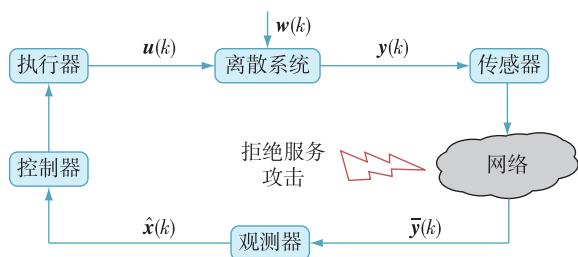 w(k)
执行器
u(k)
离散系统
y(k)
传感器
控制器
拒绝服务
攻击
网络
x̂(k)
观测器
ȳ(k)